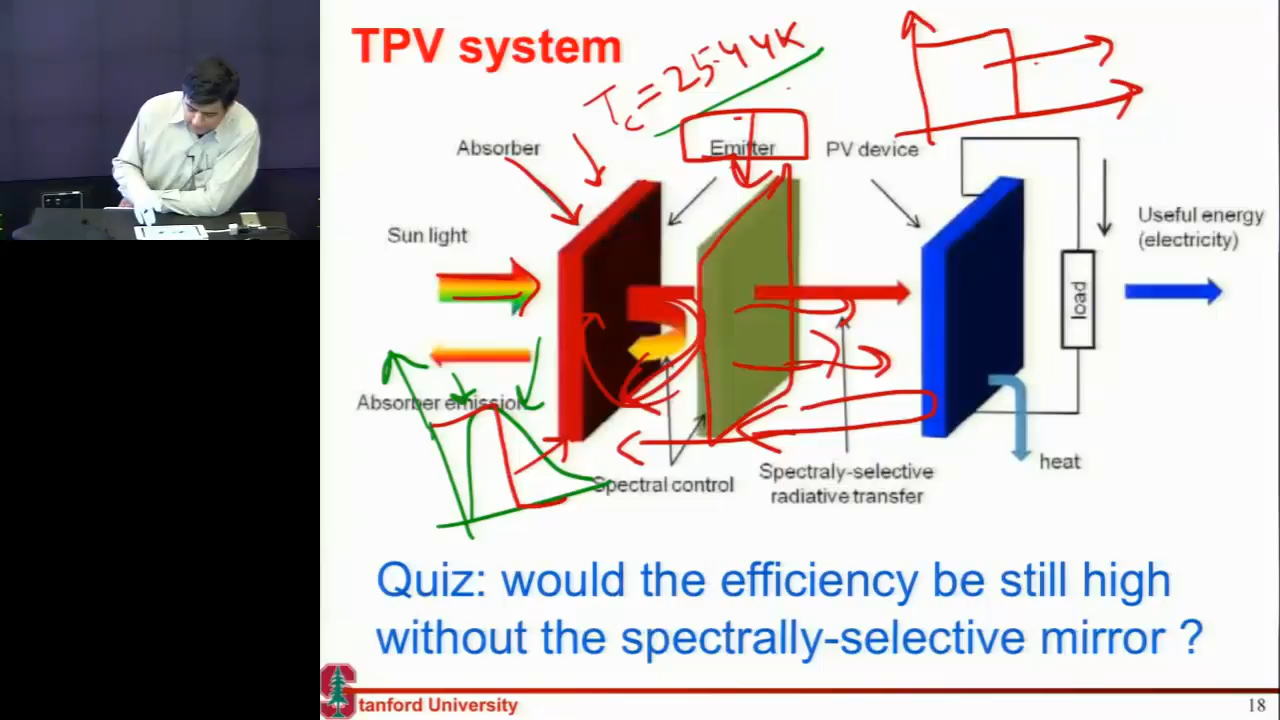 TPV system
T_C = 2544K
Absorber
Emitter
PV device
Sun light
Useful energy
(electricity)
load
Absorber emission
heat
Spectral control
Spectraly-selective
radiative transfer
Quiz: would the efficiency be still high
without the spectrally-selective mirror ?
Stanford University
18